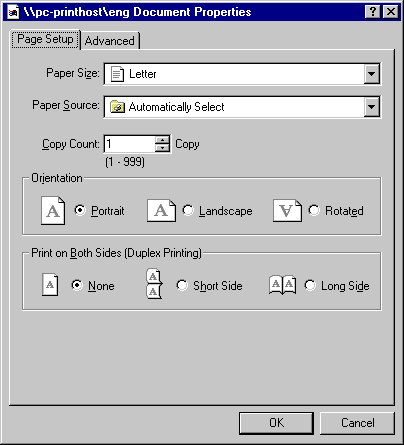 \\pc-printhost\eng Document Properties
Page Setup Advanced
Paper Size: Letter
Paper Source: Automatically Select
Copy Count: 1 Copy
(1 - 999)
Orientation
A Portrait A Landscape A Rotated
Print on Both Sides (Duplex Printing)
None Short Side Long Side
OK Cancel